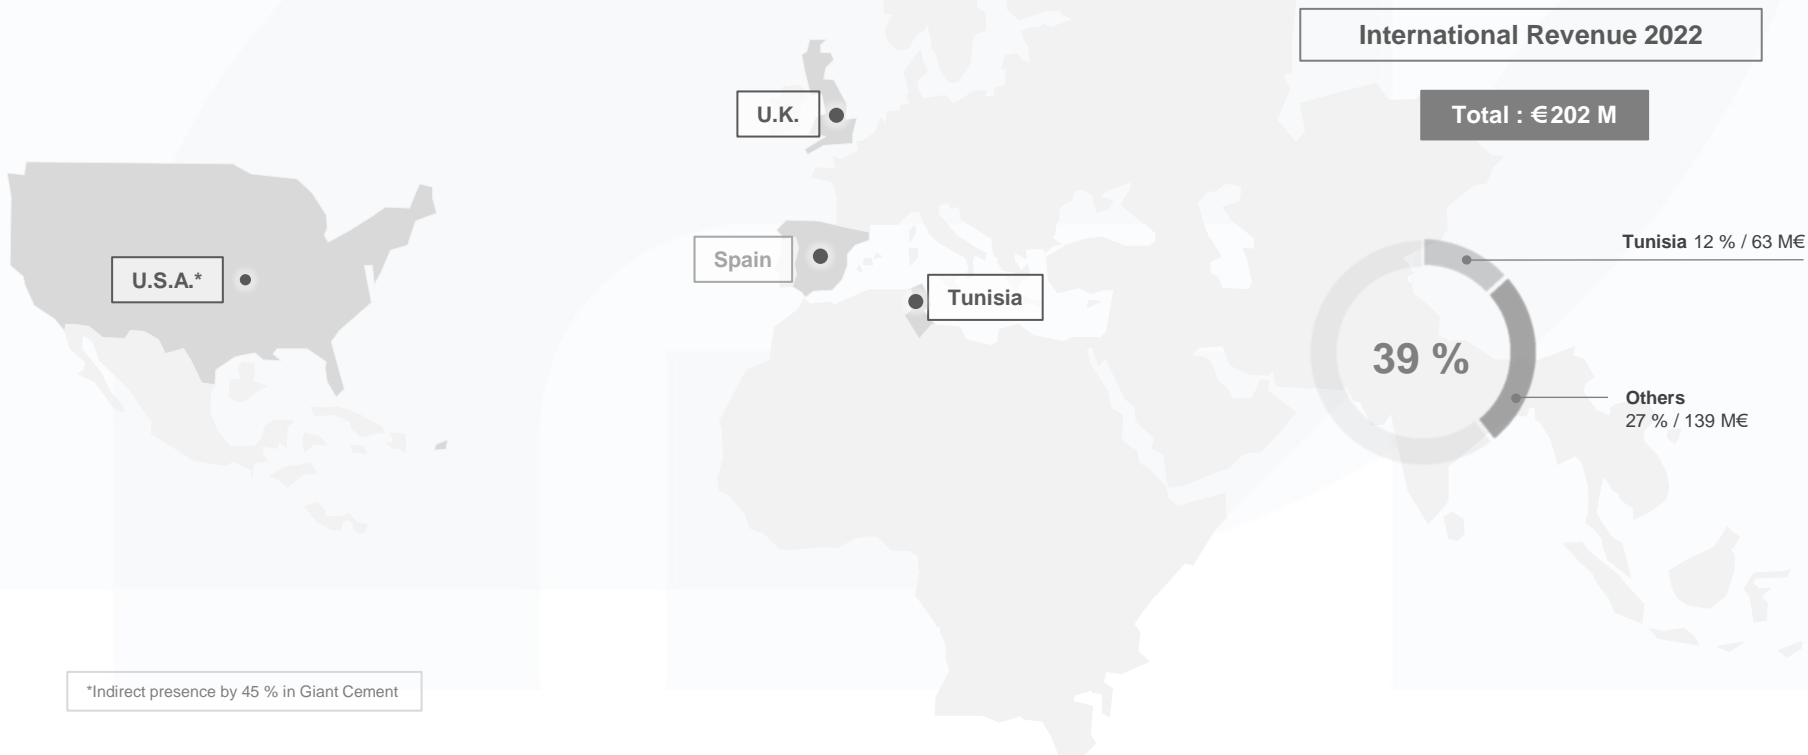 International Revenue 2022
Total : €202 M
U.K.
Spain
U.S.A.*
Tunisia
Tunisia 12 % / 63 M€
39 %
Others
27 % / 139 M€
*Indirect presence by 45 % in Giant Cement